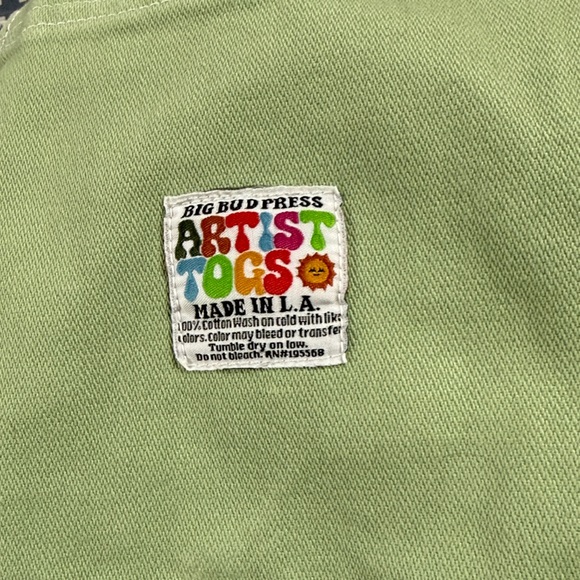 BIG BUD PRESS
ARTIST
TOGS
MADE IN L.A.
100% Cotton Wash on cold with like
colors. Color may bleed or transfer
Tumble dry on low.
Do not bleach. RN#195568